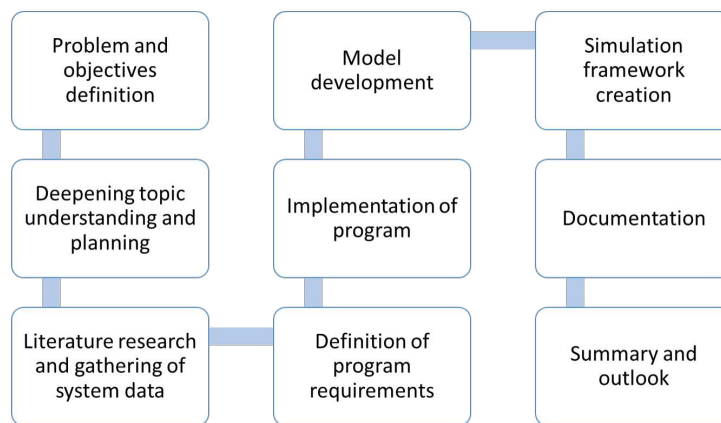 Problem and
objectives
definition
Deepening topic
understanding and
planning
Literature research
and gathering of
system data
Definition of
program
requirements
Implementation of
program
Model
development
Simulation
framework
creation
Documentation
Summary and
outlook